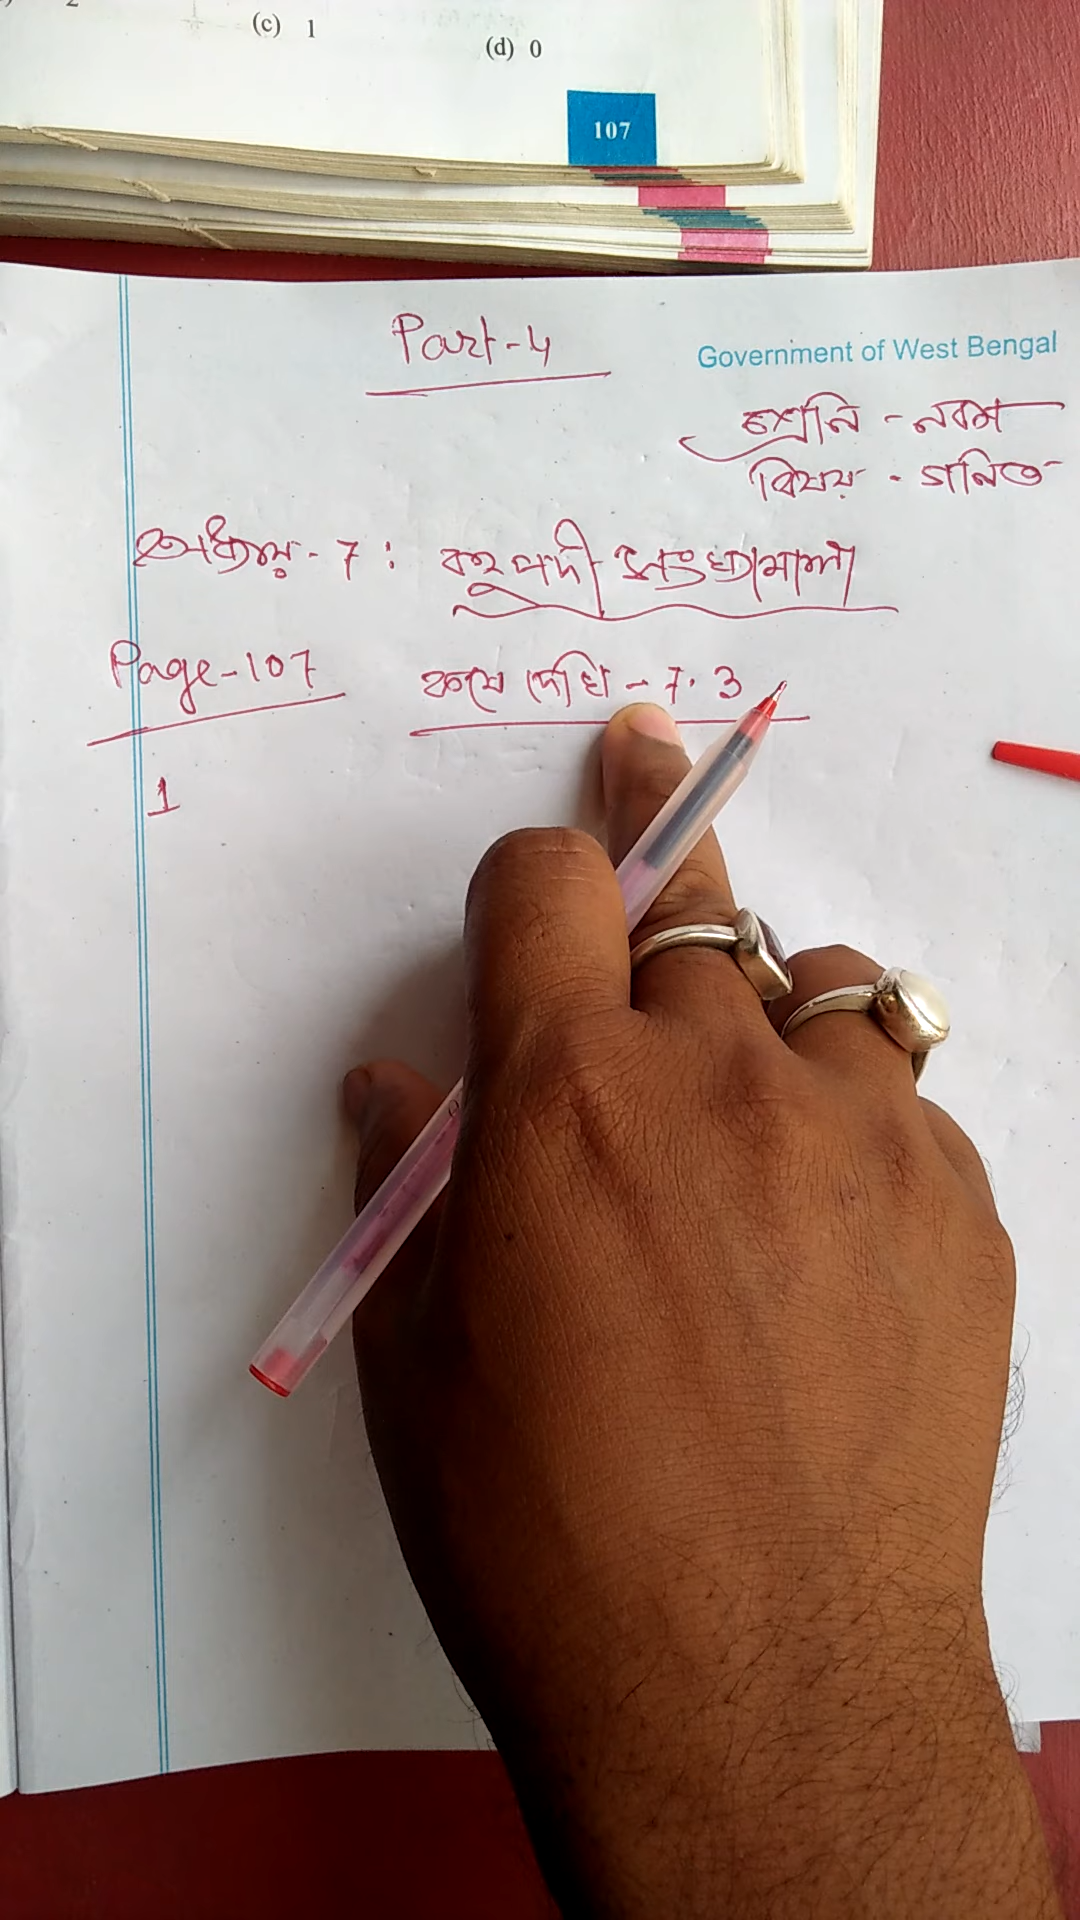 (c) 1
(d) 0
107
Part-4
Government of West Bengal
শ্রেনি - নবম
বিষয় - গনিত
অধ্যায় - 7 : বহুপদী সংখ্যামালা
Page-107 কষে দেখি - 7.3
1